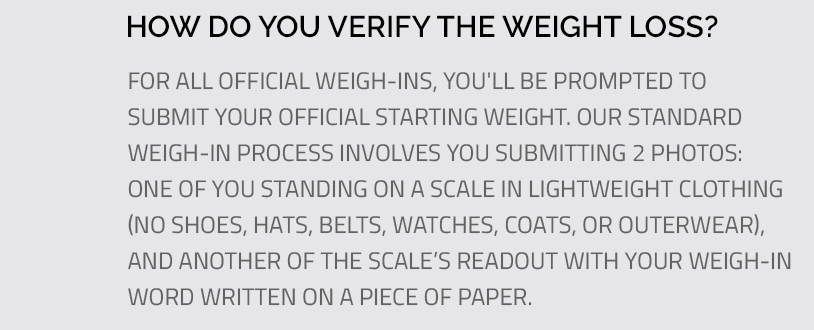 HOW DO YOU VERIFY THE WEIGHT LOSS?
FOR ALL OFFICIAL WEIGH-INS, YOU'LL BE PROMPTED TO
SUBMIT YOUR OFFICIAL STARTING WEIGHT. OUR STANDARD
WEIGH-IN PROCESS INVOLVES YOU SUBMITTING 2 PHOTOS:
ONE OF YOU STANDING ON A SCALE IN LIGHTWEIGHT CLOTHING
(NO SHOES, HATS, BELTS, WATCHES, COATS, OR OUTERWEAR),
AND ANOTHER OF THE SCALE’S READOUT WITH YOUR WEIGH-IN
WORD WRITTEN ON A PIECE OF PAPER.